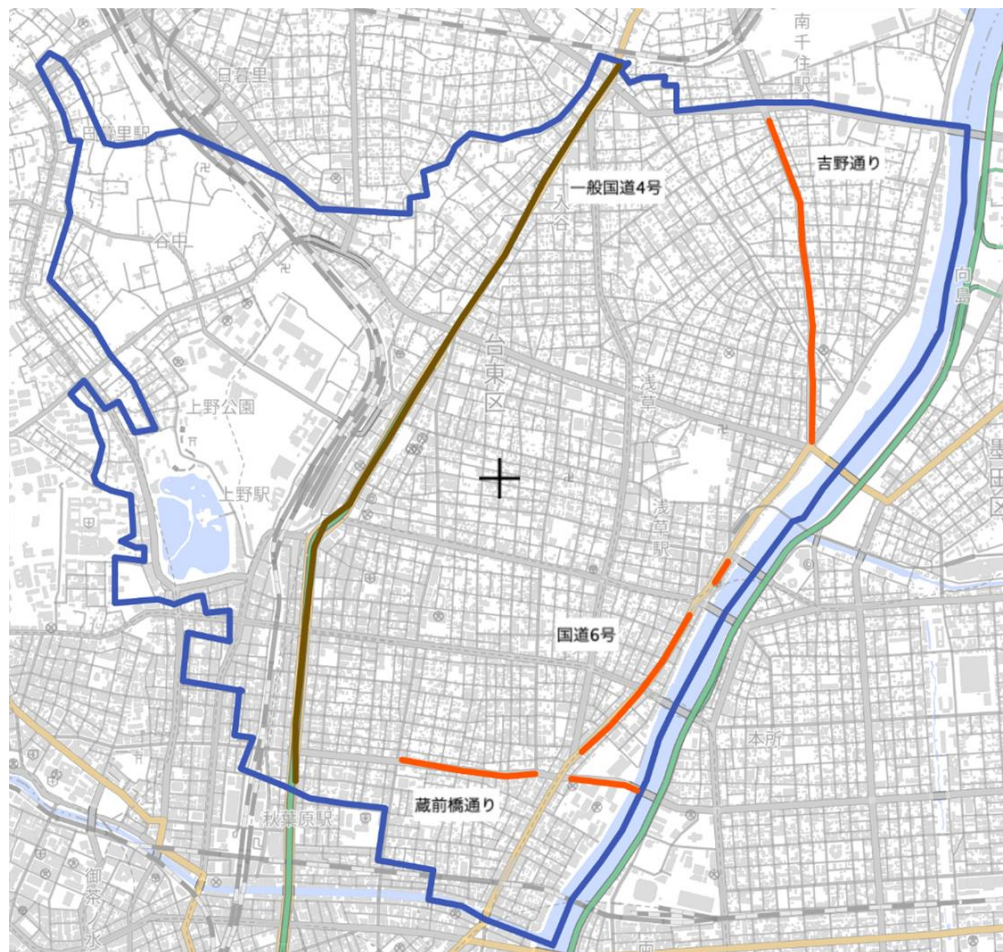 南千住駅
日暮里
日暮里駅
吉野通り
一般国道4号
入谷
谷中
向島
台東区
浅草
上野公園
墨田区
上野駅
浅草駅
国道6号
本所
蔵前橋通り
秋葉原駅
御茶ノ水